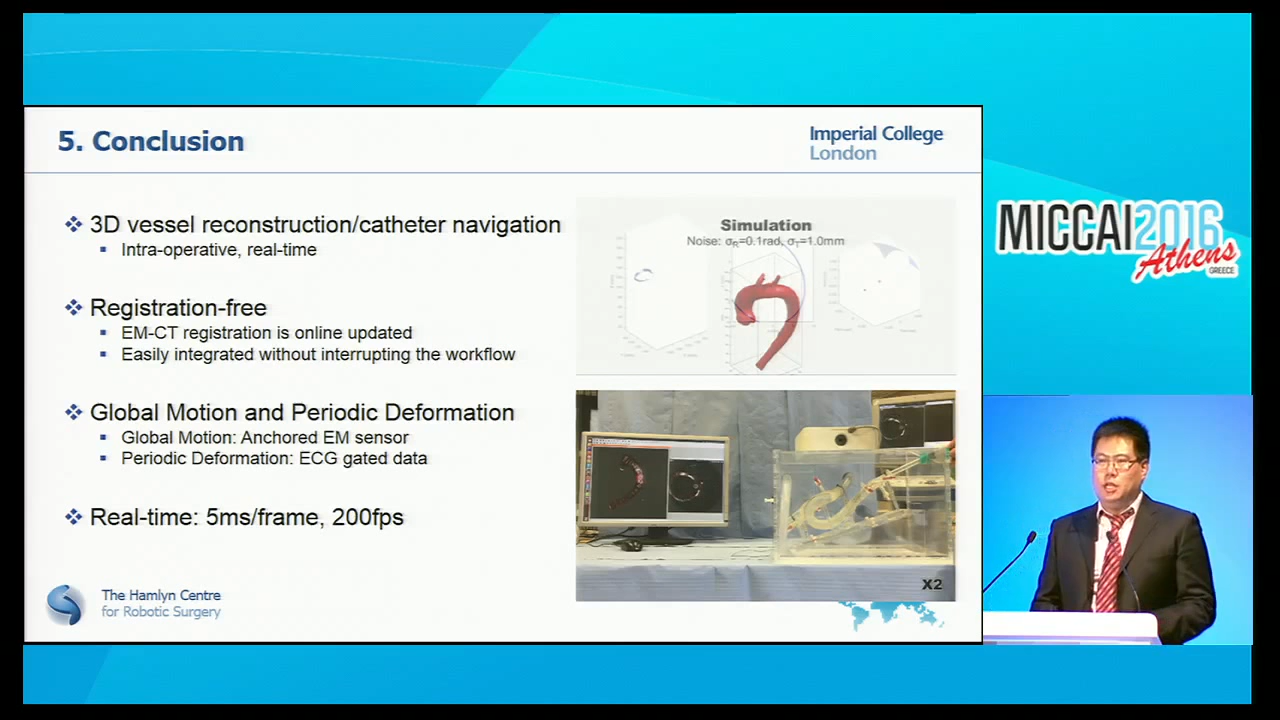 5. Conclusion
Imperial College
London
3D vessel reconstruction/catheter navigation
Intra-operative, real-time
Registration-free
EM-CT registration is online updated
Easily integrated without interrupting the workflow
Global Motion and Periodic Deformation
Global Motion: Anchored EM sensor
Periodic Deformation: ECG gated data
Real-time: 5ms/frame, 200fps
Simulation
Noise: σR=0.1rad, σT=1.0mm
X2
The Hamlyn Centre
for Robotic Surgery
MICCAI2016
Athens
GREECE